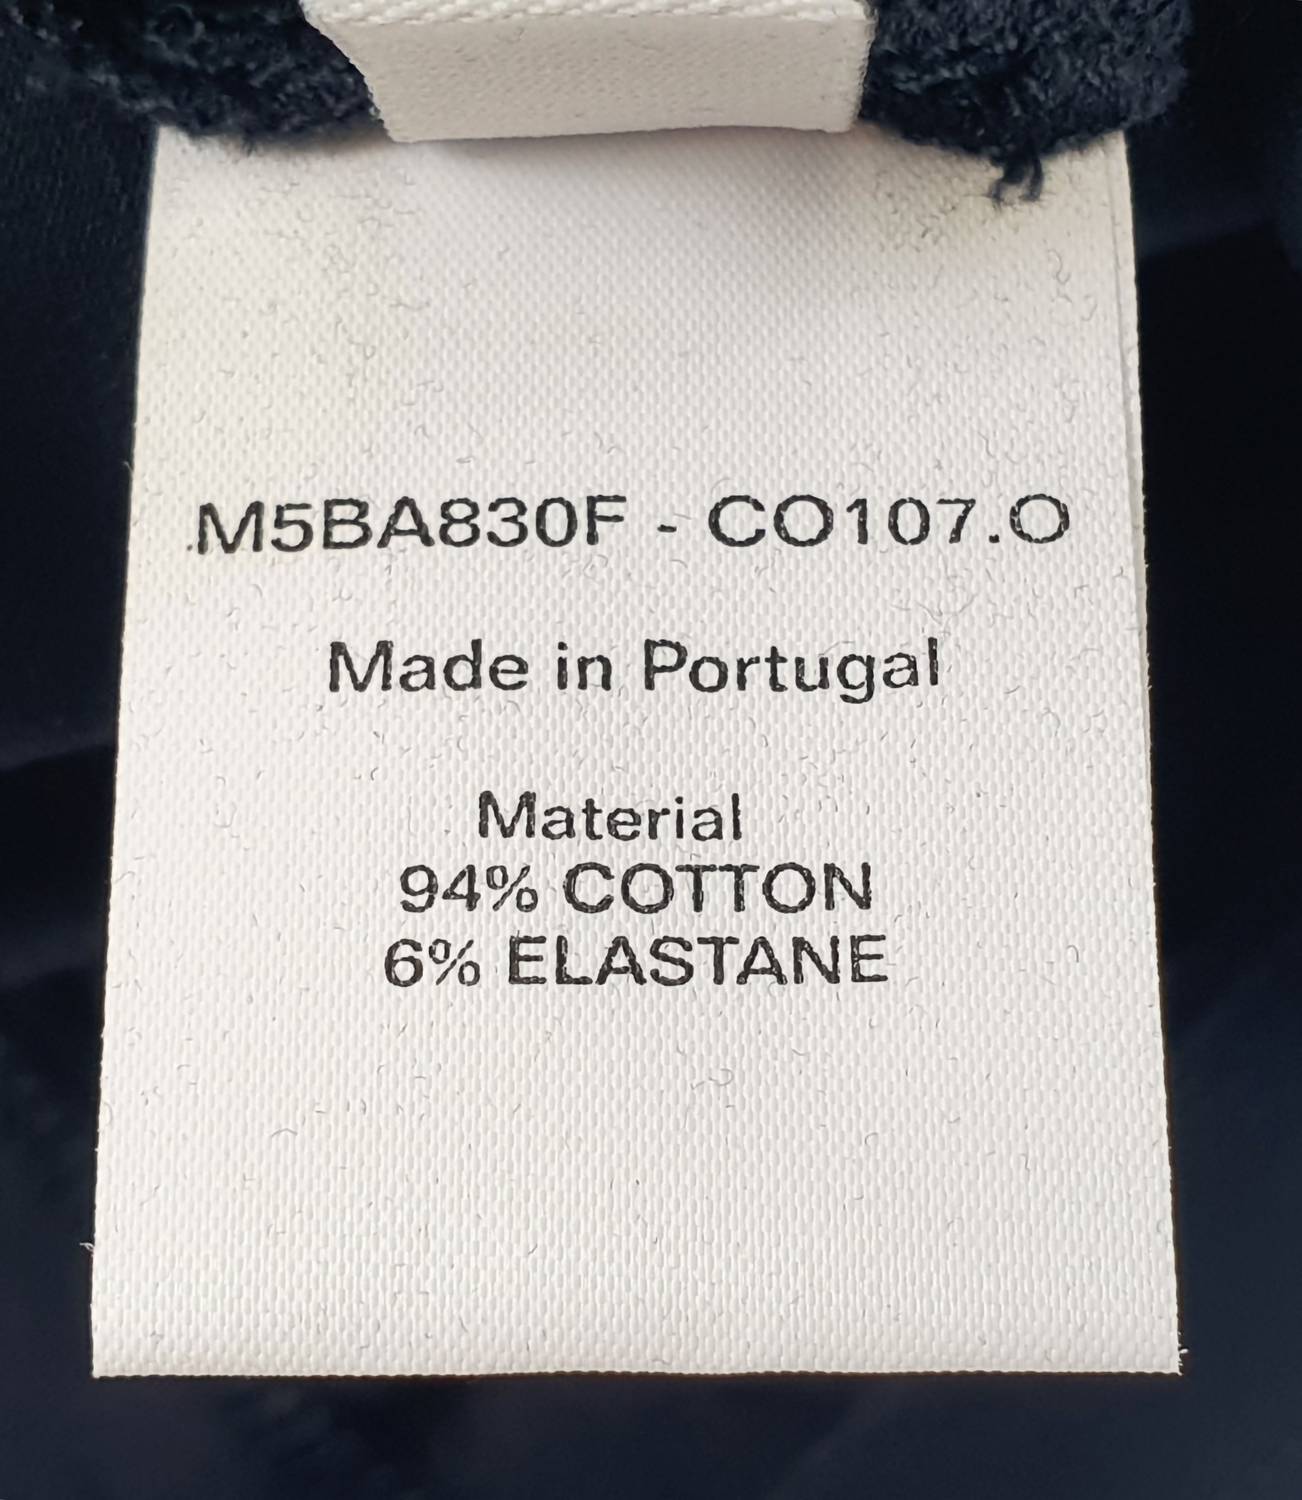 M5BA830F - CO107.O
Made in Portugal
Material
94% COTTON
6% ELASTANE